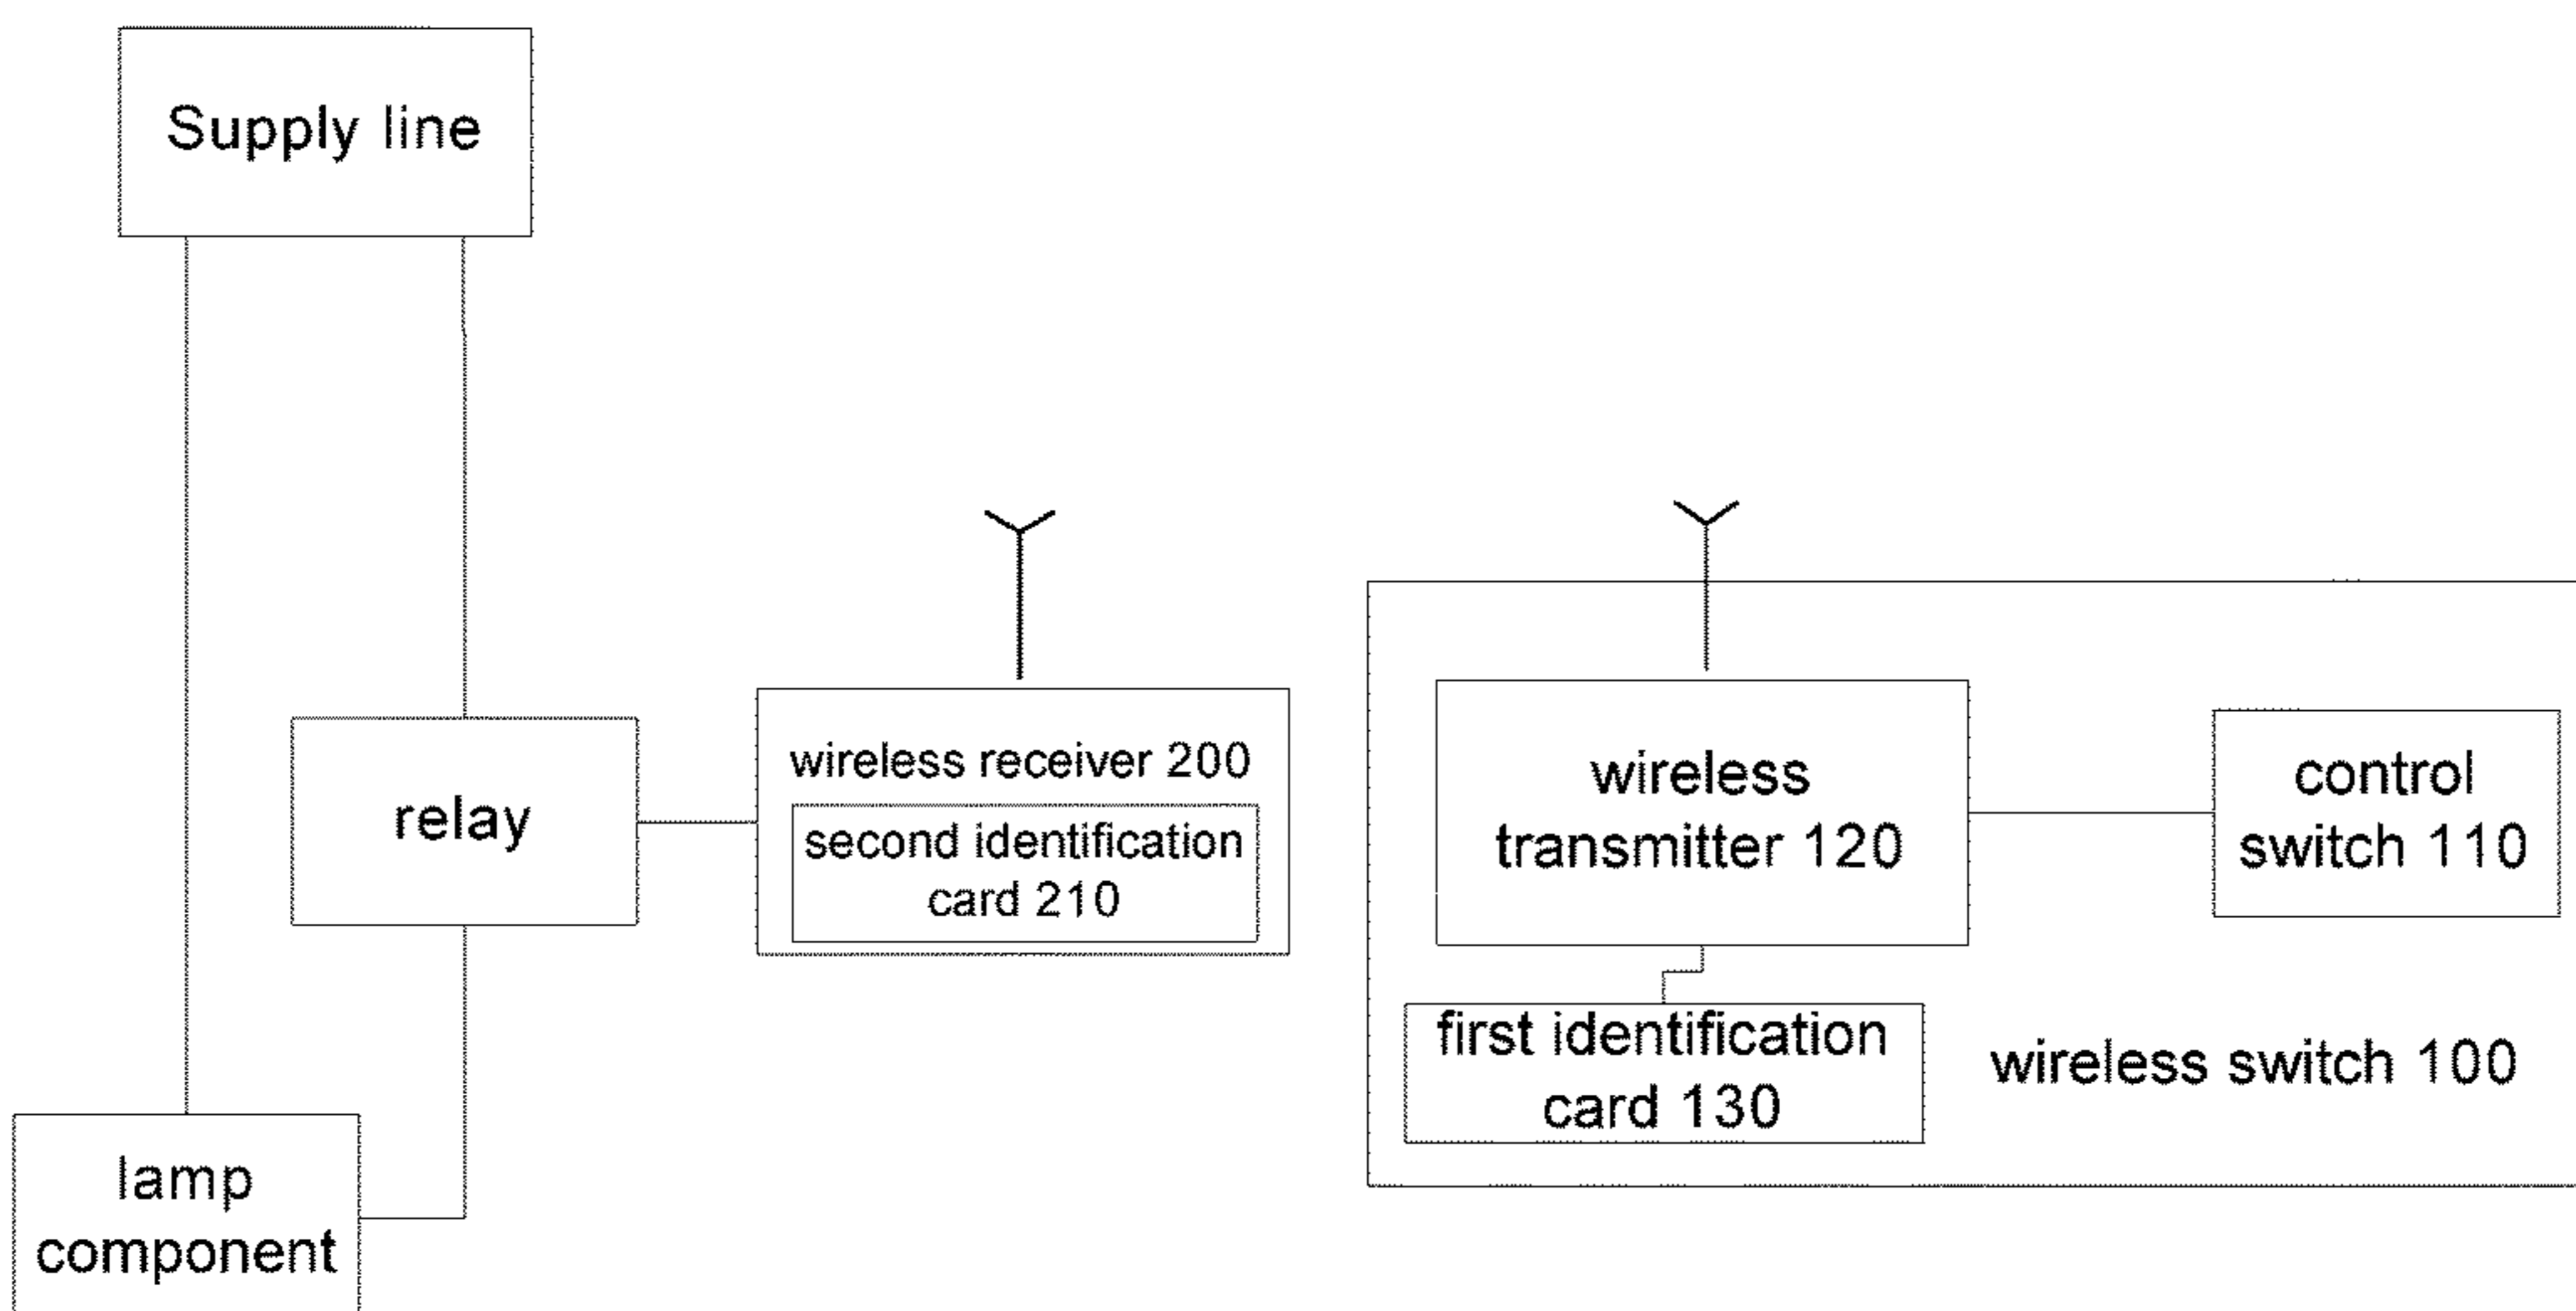 Supply line
relay
wireless receiver 200
second identification
card 210
wireless
transmitter 120
control
switch 110
first identification
card 130
wireless switch 100
lamp
component